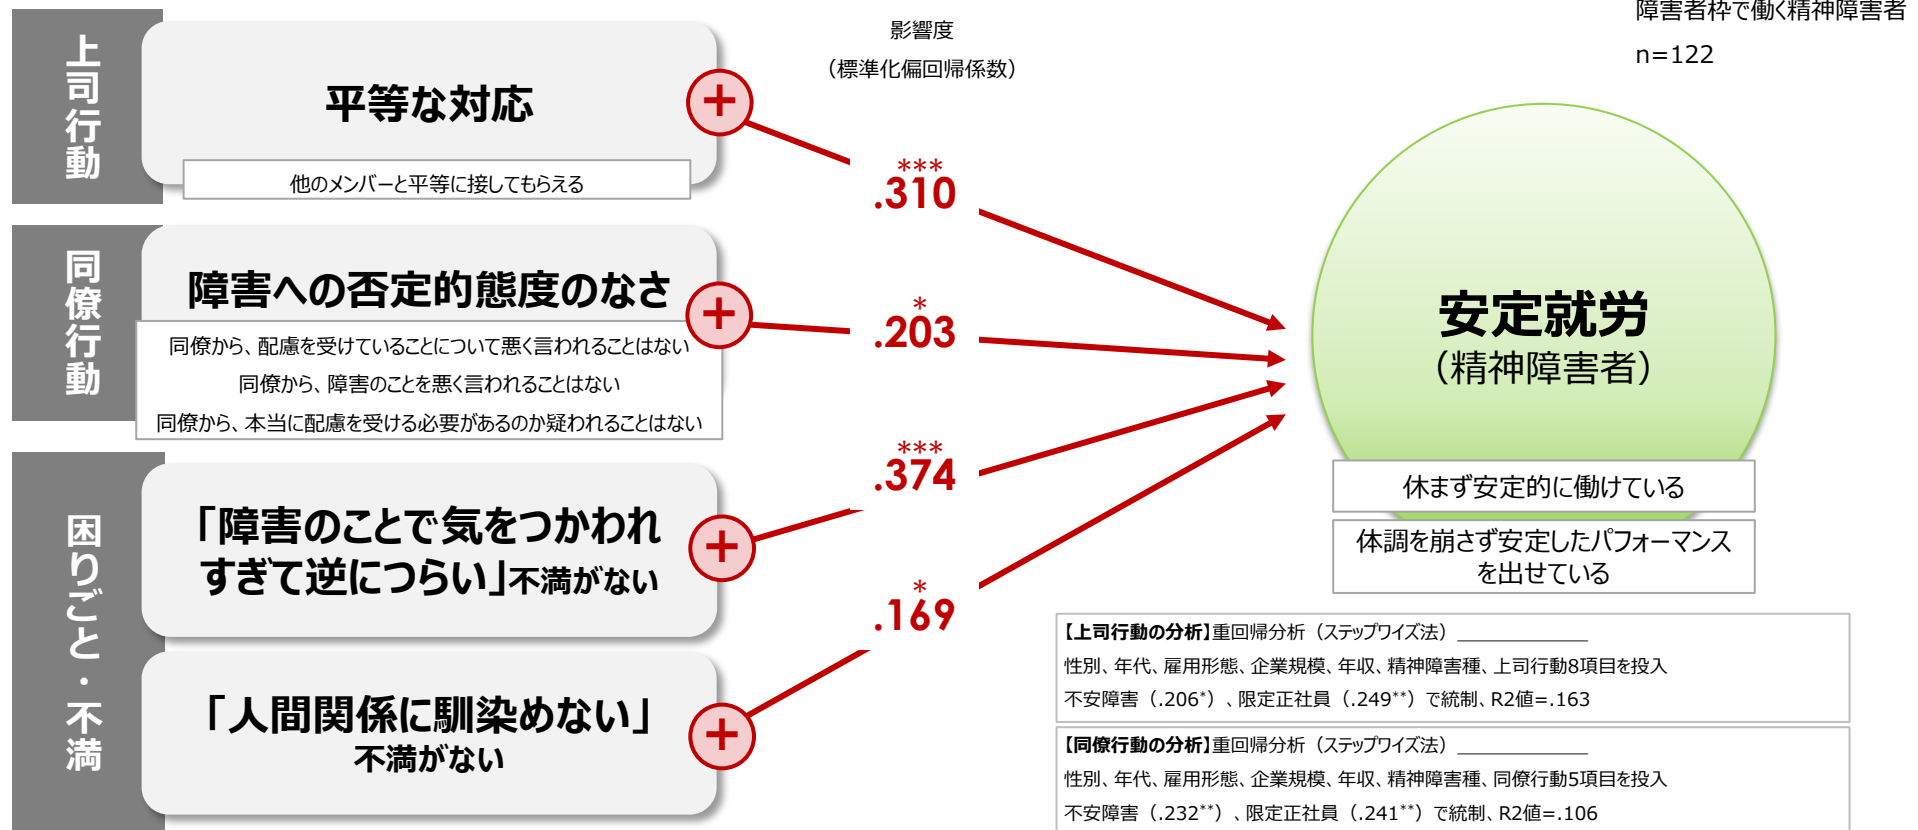 障害者枠で働く精神障害者
n=122
影響度
（標準化偏回帰係数）
上司行動
平等な対応
+
他のメンバーと平等に接してもらえる
***
.310
同僚行動
障害への否定的態度のなさ
+
同僚から、配慮を受けていることについて悪く言われることはない
同僚から、障害のことを悪く言われることはない
同僚から、本当に配慮を受ける必要があるのか疑われることはない
*
.203
困りごと・不満
「障害のことで気をつかわれ
すぎて逆につらい」不満がない
+
***
.374
「人間関係に馴染めない」
不満がない
+
*
.169
安定就労
（精神障害者）
休まず安定的に働けている
体調を崩さず安定したパフォーマンス
を出せている
【上司行動の分析】重回帰分析（ステップワイズ法）____________
性別、年代、雇用形態、企業規模、年収、精神障害種、上司行動8項目を投入
不安障害（.206*）、限定正社員（.249**）で統制、R2値=.163
【同僚行動の分析】重回帰分析（ステップワイズ法）____________
性別、年代、雇用形態、企業規模、年収、精神障害種、同僚行動5項目を投入
不安障害（.232**）、限定正社員（.241**）で統制、R2値=.106